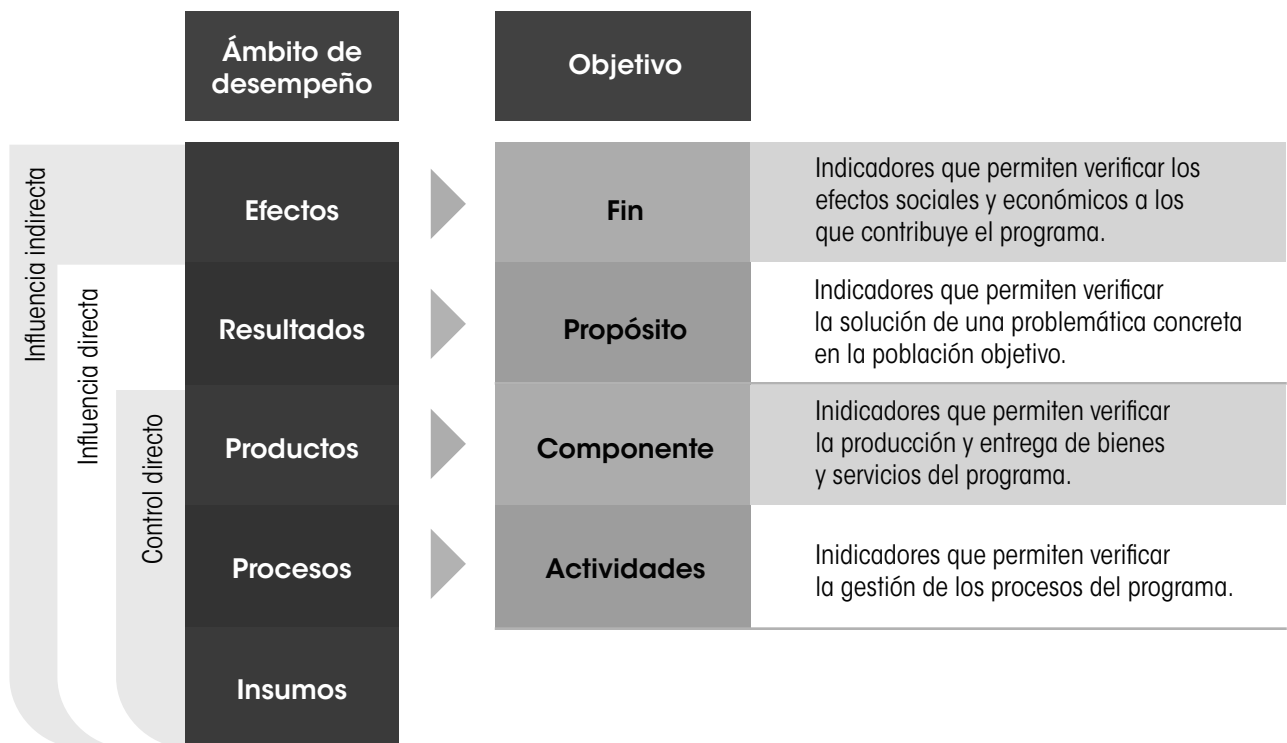 Ámbito de
desempeño
Objetivo
Influencia indirecta
Influencia directa
Control directo
Efectos
Fin
Indicadores que permiten verificar los
efectos sociales y económicos a los
que contribuye el programa.
Resultados
Propósito
Indicadores que permiten verificar
la solución de una problemática concreta
en la población objetivo.
Productos
Componente
Inidicadores que permiten verificar
la producción y entrega de bienes
y servicios del programa.
Procesos
Actividades
Inidicadores que permiten verificar
la gestión de los procesos del programa.
Insumos